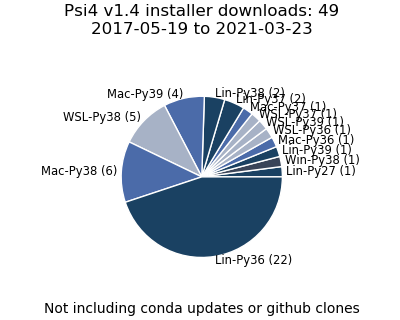 Psi4 v1.4 installer downloads: 49
2017-05-19 to 2021-03-23
Mac-Py39 (4)
Lin-Py38 (2)
Lin-Py37 (2)
Mac-Py37 (1)
WSL-Py37 (1)
WSL-Py39 (1)
WSL-Py36 (1)
Mac-Py36 (1)
Lin-Py39 (1)
Win-Py38 (1)
Lin-Py27 (1)
WSL-Py38 (5)
Mac-Py38 (6)
Lin-Py36 (22)
Not including conda updates or github clones